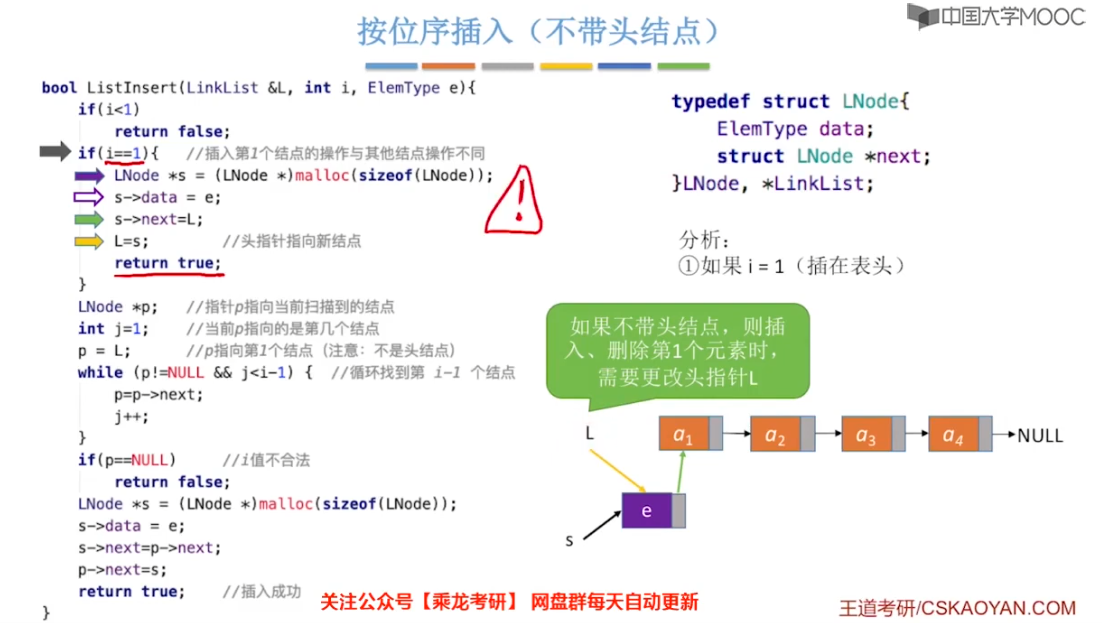 中国大学MOOC
按位序插入（不带头结点）
bool ListInsert(LinkList &L, int i, ElemType e){
if(i<1)
return false;
if(i==1){ //插入第1个结点的操作与其他结点操作不同
LNode *s = (LNode *)malloc(sizeof(LNode));
s->data = e;
s->next=L;
L=s; //头指针指向新结点
return true;
}
LNode *p; //指针p指向当前扫描到的结点
int j=1; //当前p指向的是第几个结点
p = L; //p指向第1个结点（注意：不是头结点）
while (p!=NULL && j<i-1) { //循环找到第 i-1 个结点
p=p->next;
j++;
}
if(p==NULL) //i值不合法
return false;
LNode *s = (LNode *)malloc(sizeof(LNode));
s->data = e;
s->next=p->next;
p->next=s;
return true; //插入成功
}
typedef struct LNode{
ElemType data;
struct LNode *next;
}LNode, *LinkList;
分析：
①如果 i = 1（插在表头）
如果不带头结点，则插
入、删除第1个元素时，
需要更改头指针L
L
a1 a2 a3 a4 NULL
e
s
关注公众号【乘龙考研】 网盘群每天自动更新
王道考研/CSKAOYAN.COM